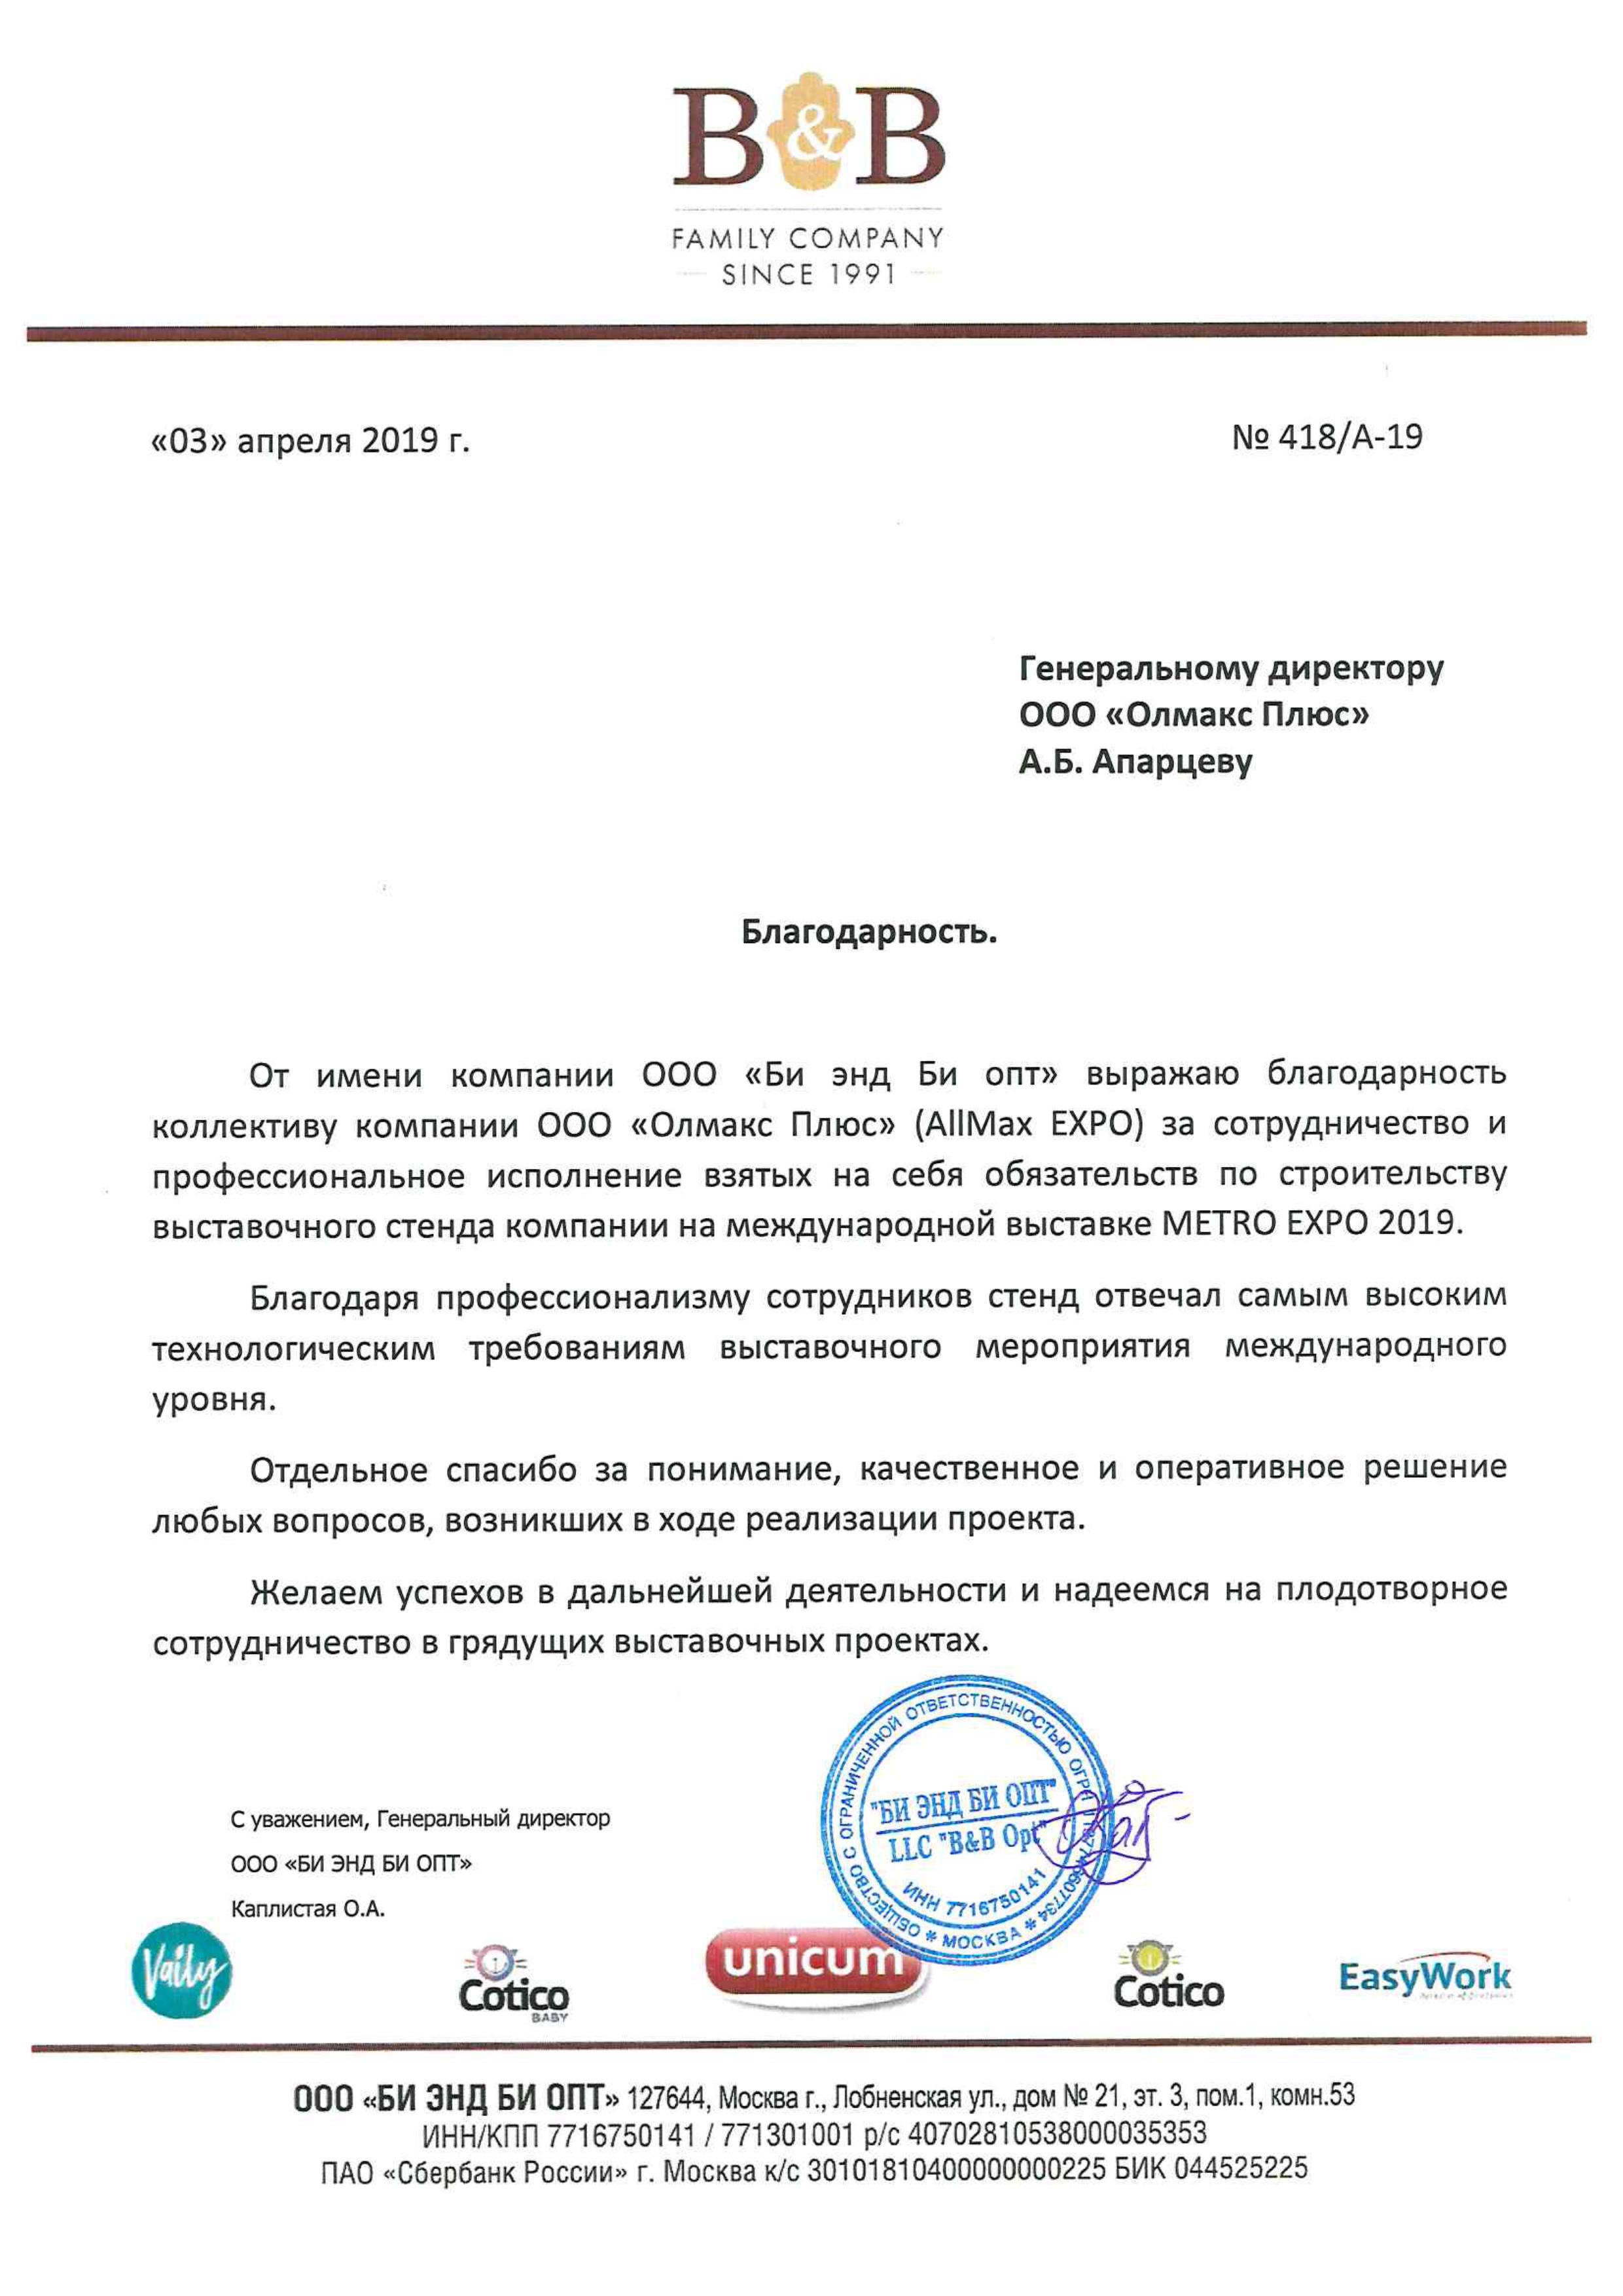 B&B
FAMILY COMPANY
SINCE 1991
«03» апреля 2019 г.
№ 418/А-19
Генеральному директору
ООО «Олмакс Плюс»
А.Б. Апарцеву
Благодарность.
От имени компании ООО «Би энд Би опт» выражаю благодарность
коллективу компании ООО «Олмакс Плюс» (AllMax EXPO) за сотрудничество и
профессиональное исполнение взятых на себя обязательств по строительству
выставочного стенда компании на международной выставке METRO EXPO 2019.
Благодаря профессионализму сотрудников стенд отвечал самым высоким
технологическим требованиям выставочного мероприятия международного
уровня.
Отдельное спасибо за понимание, качественное и оперативное решение
любых вопросов, возникших в ходе реализации проекта.
Желаем успехов в дальнейшей деятельности и надеемся на плодотворное
сотрудничество в грядущих выставочных проектах.
С уважением, Генеральный директор
ООО «БИ ЭНД БИ ОПТ»
Каплистая О.А.
ОБЩЕСТВО С ОГРАНИЧЕННОЙ ОТВЕТСТВЕННОСТЬЮ ОГРН
"БИ ЭНД БИ ОПТ"
LLC "B&B Opt"
ИНН 7716750141
* МОСКВА *
Vaily
Cotico
BABY
unicum
Cotico
EasyWork
ООО «БИ ЭНД БИ ОПТ» 127644, Москва г., Лобненская ул., дом № 21, эт. 3, пом.1, комн.53
ИНН/КПП 7716750141 / 771301001 р/с 40702810538000035353
ПАО «Сбербанк России» г. Москва к/с 30101810400000000225 БИК 044525225